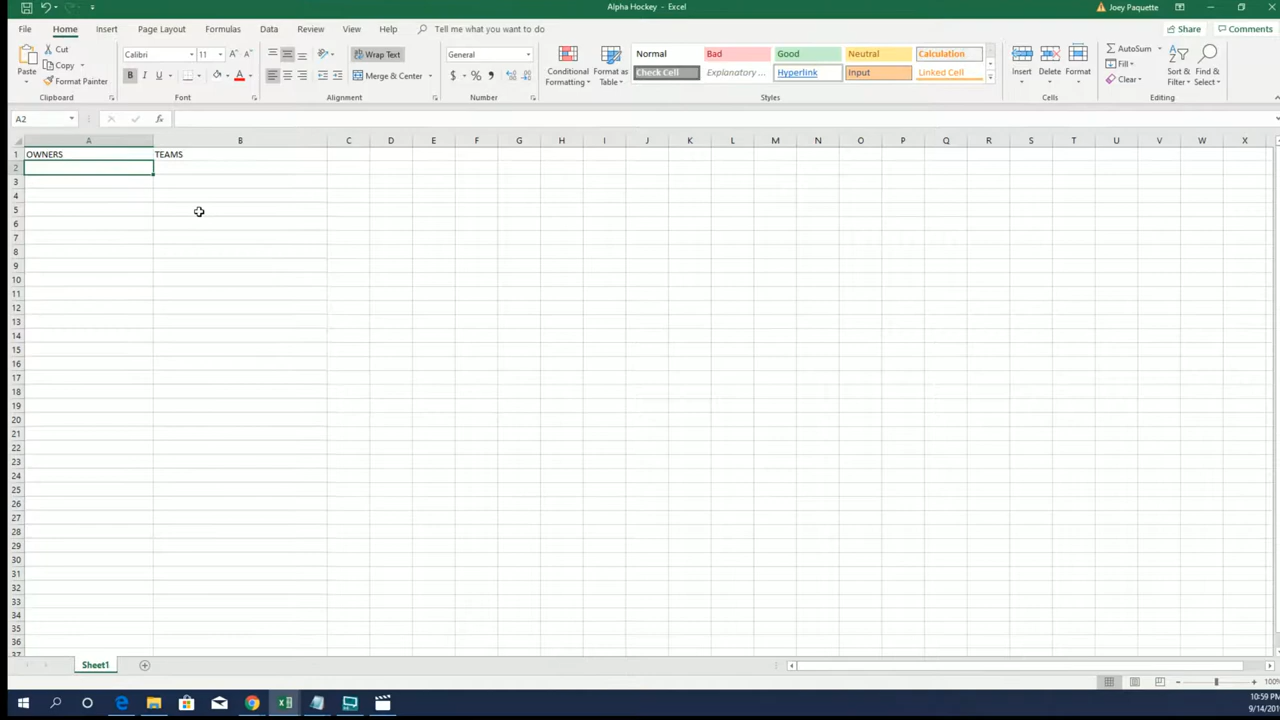 Alpha Hockey - Excel
Joey Paquette
File Home Insert Page Layout Formulas Data Review View Help Tell me what you want to do Share Comments
Paste Cut Copy Format Painter Clipboard
Calibri 11 A A B I U A Font
Wrap Text Merge & Center Alignment
General $ % , Number
Conditional Formatting Format as Table
Normal Bad Good Neutral Calculation
Check Cell Explanatory ... Hyperlink Input Linked Cell
Styles
Insert Delete Format Cells
AutoSum Fill Clear Sort & Filter Find & Select Editing
A2 fx
A B C D E F G H I J K L M N O P Q R S T U V W X
1 OWNERS TEAMS
2
3
4
5
6
7
8
9
10
11
12
13
14
15
16
17
18
19
20
21
22
23
24
25
26
27
28
29
30
31
32
33
34
35
36
37
Sheet1
100%
10:59 PM
9/14/20